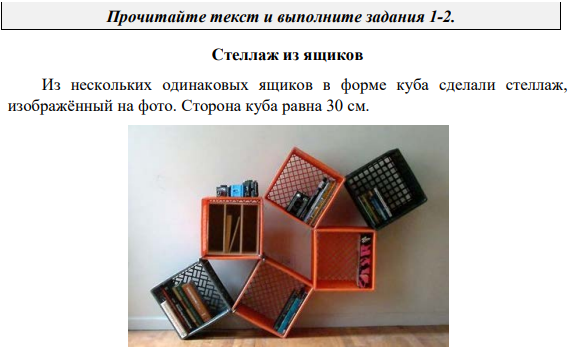 Прочитайте текст и выполните задания 1-2.
Стеллаж из ящиков
Из нескольких одинаковых ящиков в форме куба сделали стеллаж,
изображённый на фото. Сторона куба равна 30 см.